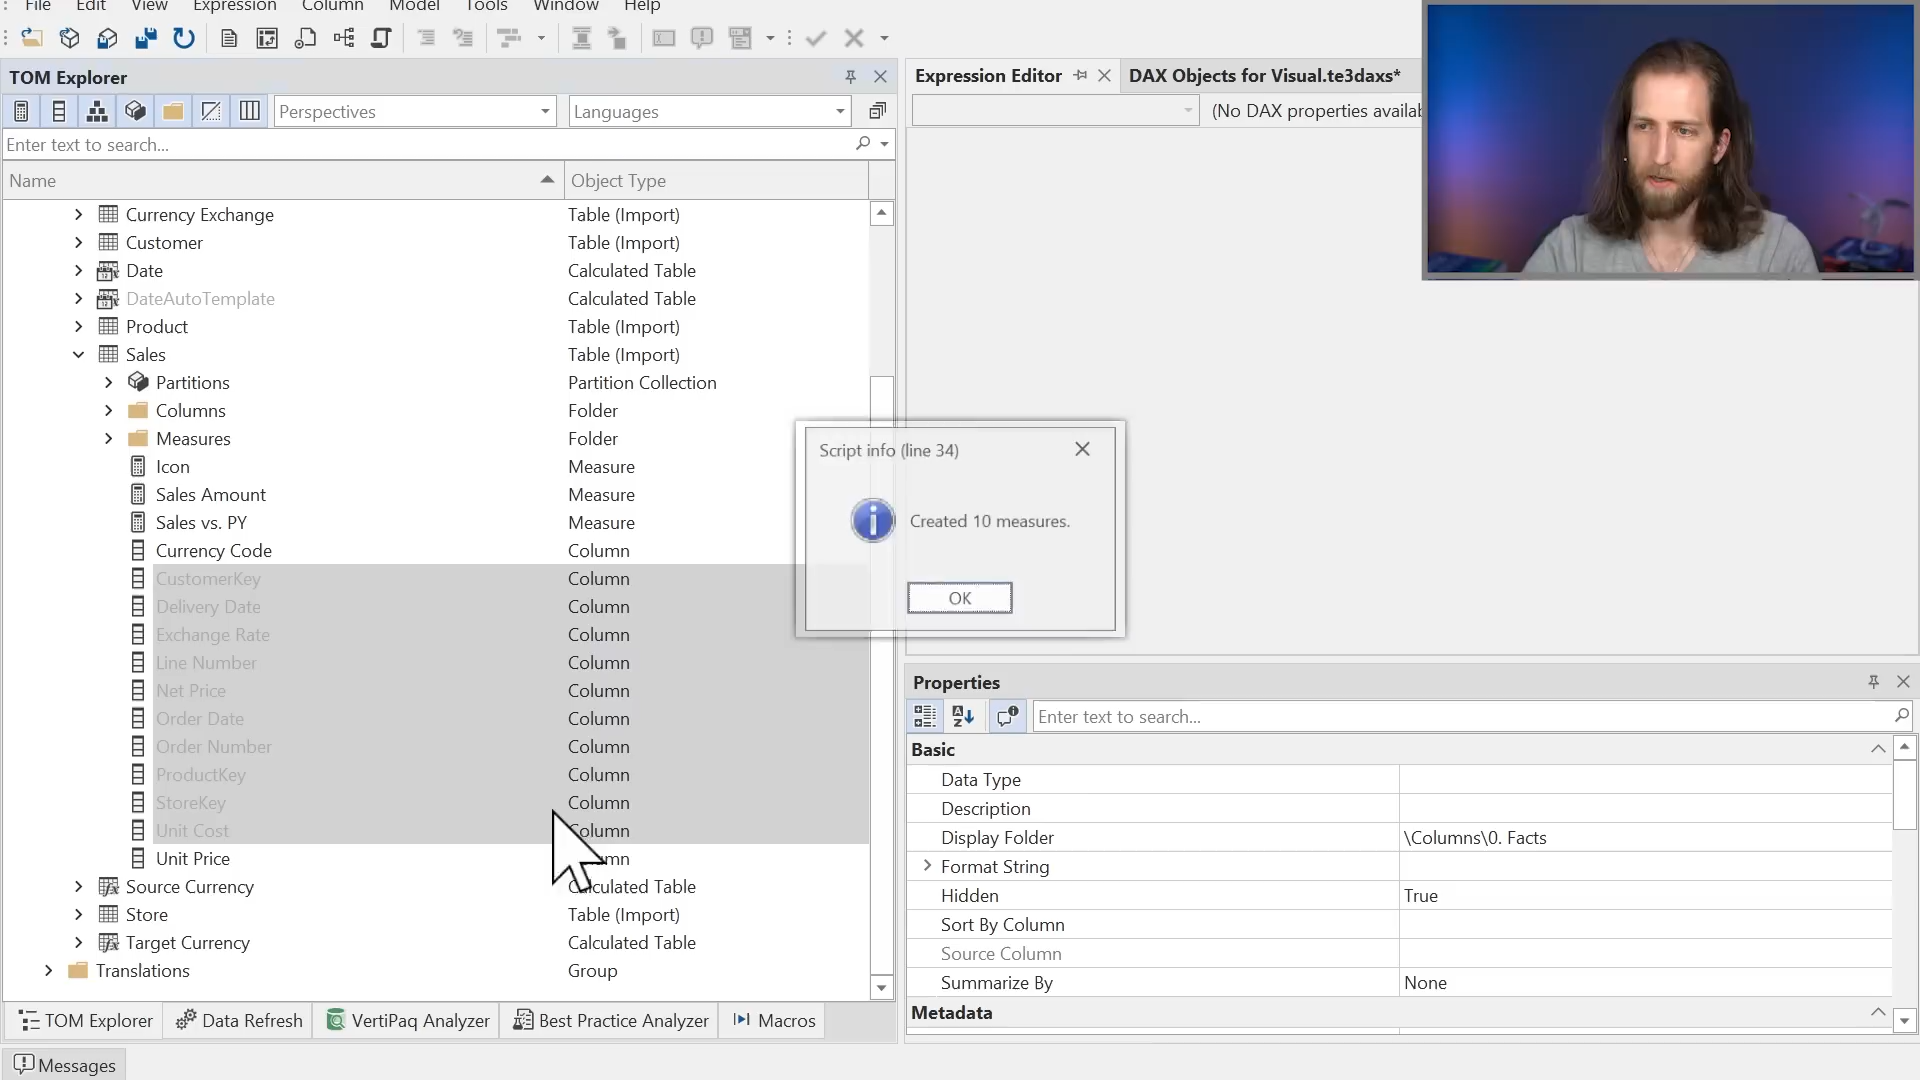 File Edit View Expression Column Model Tools Window Help
TOM Explorer
Perspectives Languages
Enter text to search...
Name Object Type
Currency Exchange Table (Import)
Customer Table (Import)
Date Calculated Table
DateAutoTemplate Calculated Table
Product Table (Import)
Sales Table (Import)
Partitions Partition Collection
Columns Folder
Measures Folder
Icon Measure
Sales Amount Measure
Sales vs. PY Measure
Currency Code Column
CustomerKey Column
Delivery Date Column
Exchange Rate Column
Line Number Column
Net Price Column
Order Date Column
Order Number Column
ProductKey Column
StoreKey Column
Unit Cost Column
Unit Price
Source Currency Calculated Table
Store Table (Import)
Target Currency Calculated Table
Translations Group
TOM Explorer Data Refresh VertiPaq Analyzer Best Practice Analyzer Macros
Messages
Expression Editor DAX Objects for Visual.te3daxs*
(No DAX properties availab
Script info (line 34)
Created 10 measures.
OK
Properties
Enter text to search...
Basic
Data Type
Description
Display Folder \Columns\0. Facts
Format String
Hidden True
Sort By Column
Source Column
Summarize By None
Metadata